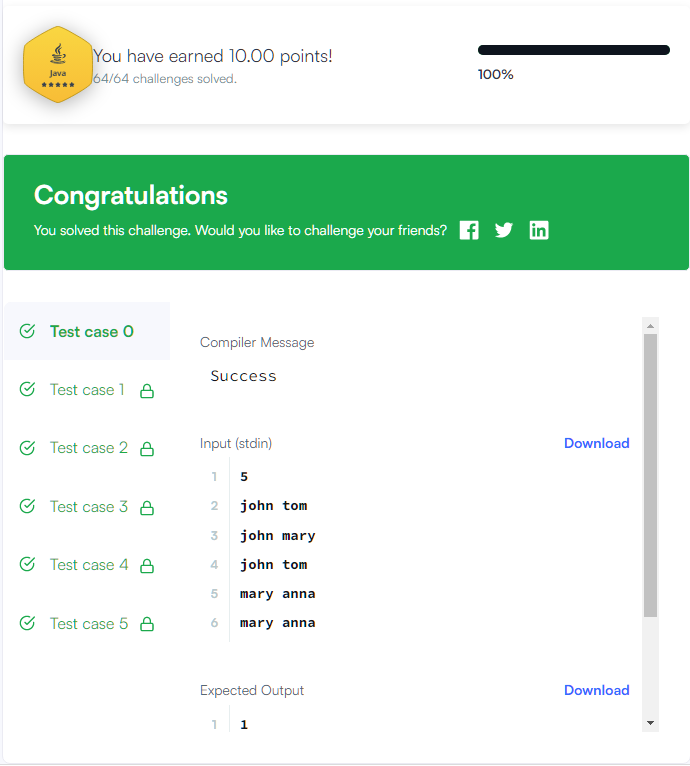 You have earned 10.00 points!
64/64 challenges solved.
100%
Java
Congratulations
You solved this challenge. Would you like to challenge your friends?
Test case 0
Test case 1
Test case 2
Test case 3
Test case 4
Test case 5
Compiler Message
Success
Input (stdin)
Download
1 5
2 john tom
3 john mary
4 john tom
5 mary anna
6 mary anna
Expected Output
Download
1 1